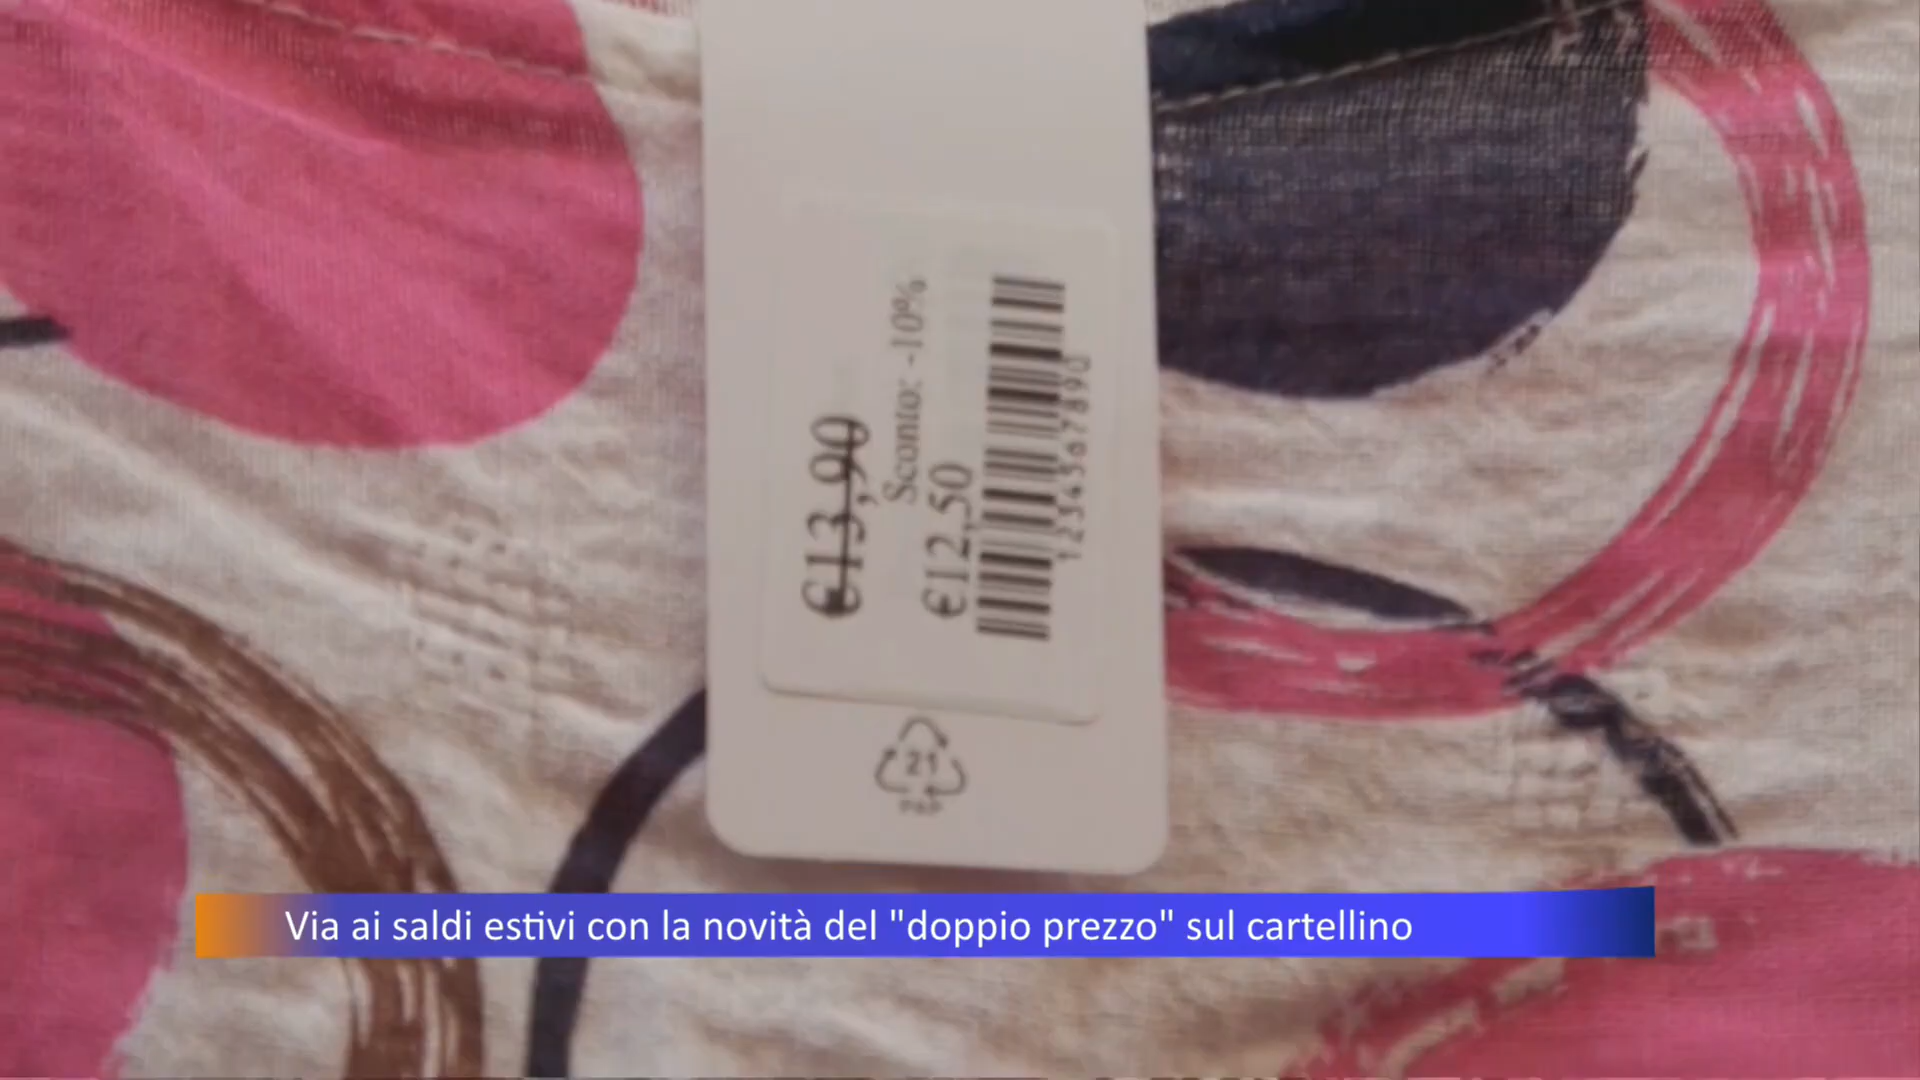 €13,90
Sconto: -10%
€12,50
1234567890
21
PAP
Via ai saldi estivi con la novità del "doppio prezzo" sul cartellino